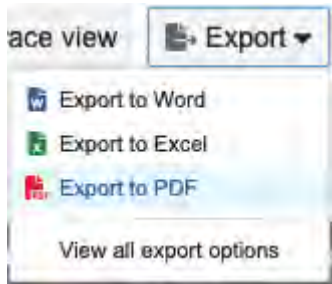 ace view Export
Export to Word
Export to Excel
Export to PDF
View all export options